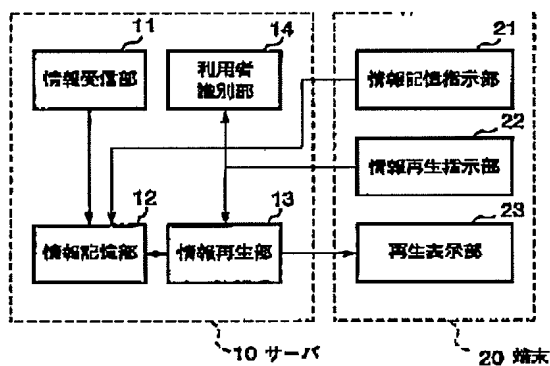 11
14
21
情報受信部
利用者
識別部
情報記憶指示部
22
情報再生指示部
12
13
23
情報記憶部
情報再生部
再生表示部
10 サーバ
20 端末